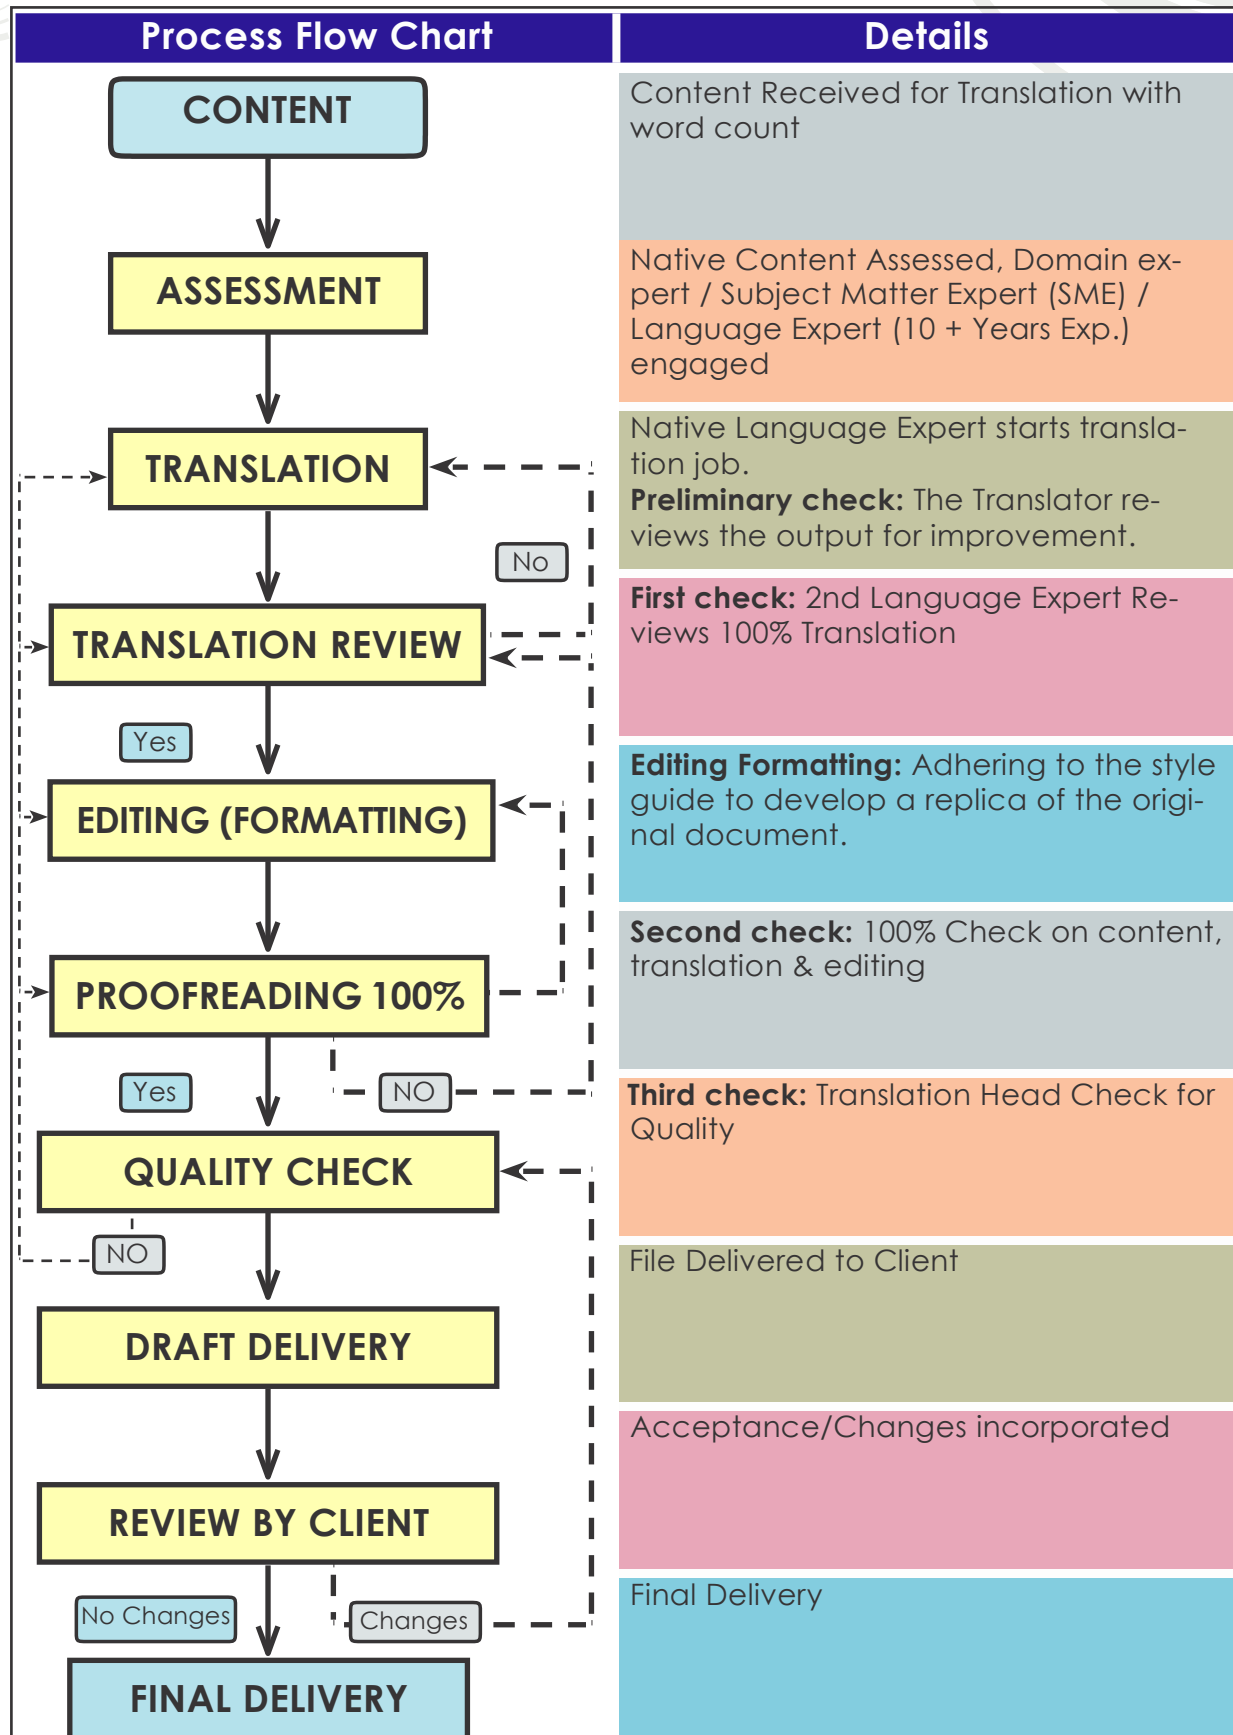 Process Flow Chart
Details
CONTENT
Content Received for Translation with
word count
ASSESSMENT
Native Content Assessed, Domain ex-
pert / Subject Matter Expert (SME) /
Language Expert (10 + Years Exp.)
engaged
TRANSLATION
Native Language Expert starts transla-
tion job.
Preliminary check: The Translator re-
views the output for improvement.
No
TRANSLATION REVIEW
First check: 2nd Language Expert Re-
views 100% Translation
Yes
EDITING (FORMATTING)
Editing Formatting: Adhering to the style
guide to develop a replica of the origi-
nal document.
PROOFREADING 100%
Second check: 100% Check on content,
translation & editing
Yes
NO
QUALITY CHECK
Third check: Translation Head Check for
Quality
NO
DRAFT DELIVERY
File Delivered to Client
REVIEW BY CLIENT
Acceptance/Changes incorporated
No Changes
Changes
FINAL DELIVERY
Final Delivery